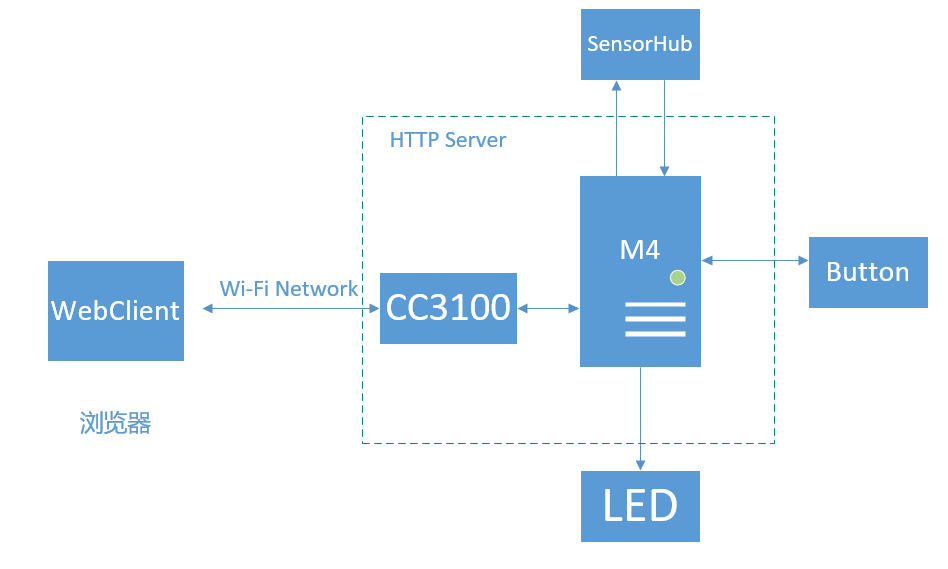 SensorHub
HTTP Server
M4
Button
Wi-Fi Network
WebClient
CC3100
浏览器
LED